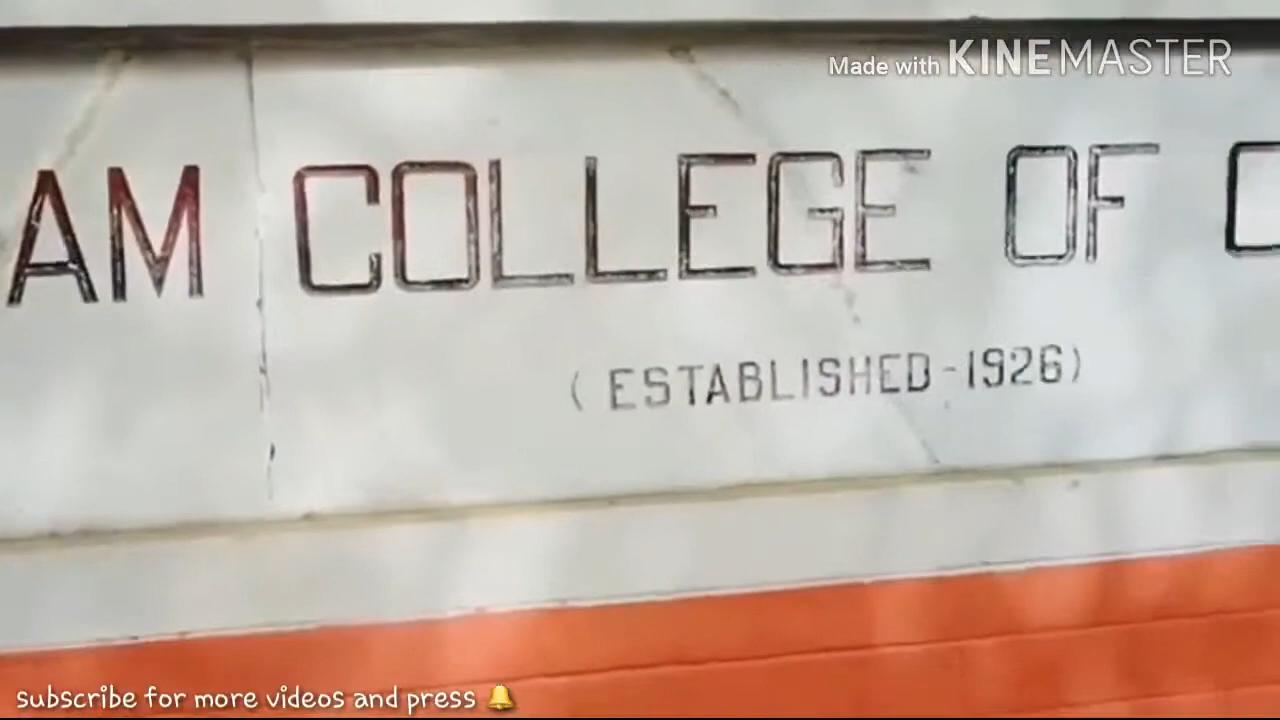 Made with KINEMASTER
AM COLLEGE OF
(ESTABLISHED-1926)
subscribe for more videos and press 🔔